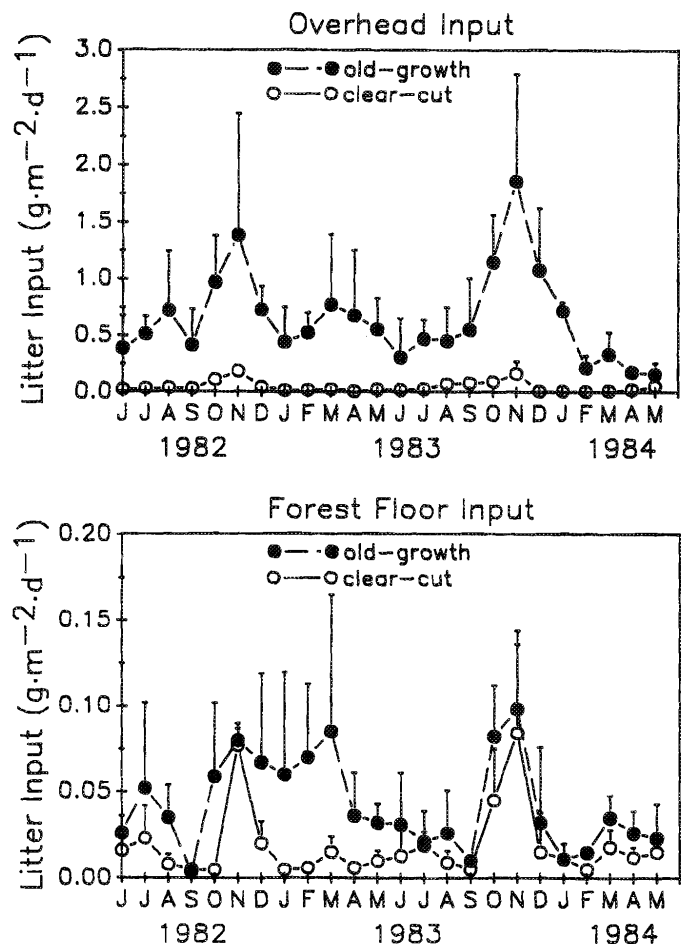 Overhead Input
3.0
old-growth
clear-cut
2.5
2.0
1.5
1.0
0.5
0.0
Litter Input (g·m−2·d−1)
J J A S O N D J F M A M J J A S O N D J F M A M
1982 1983 1984
Forest Floor Input
0.20
old-growth
clear-cut
0.15
0.10
0.05
0.00
Litter Input (g·m−2·d−1)
J J A S O N D J F M A M J J A S O N D J F M A M
1982 1983 1984